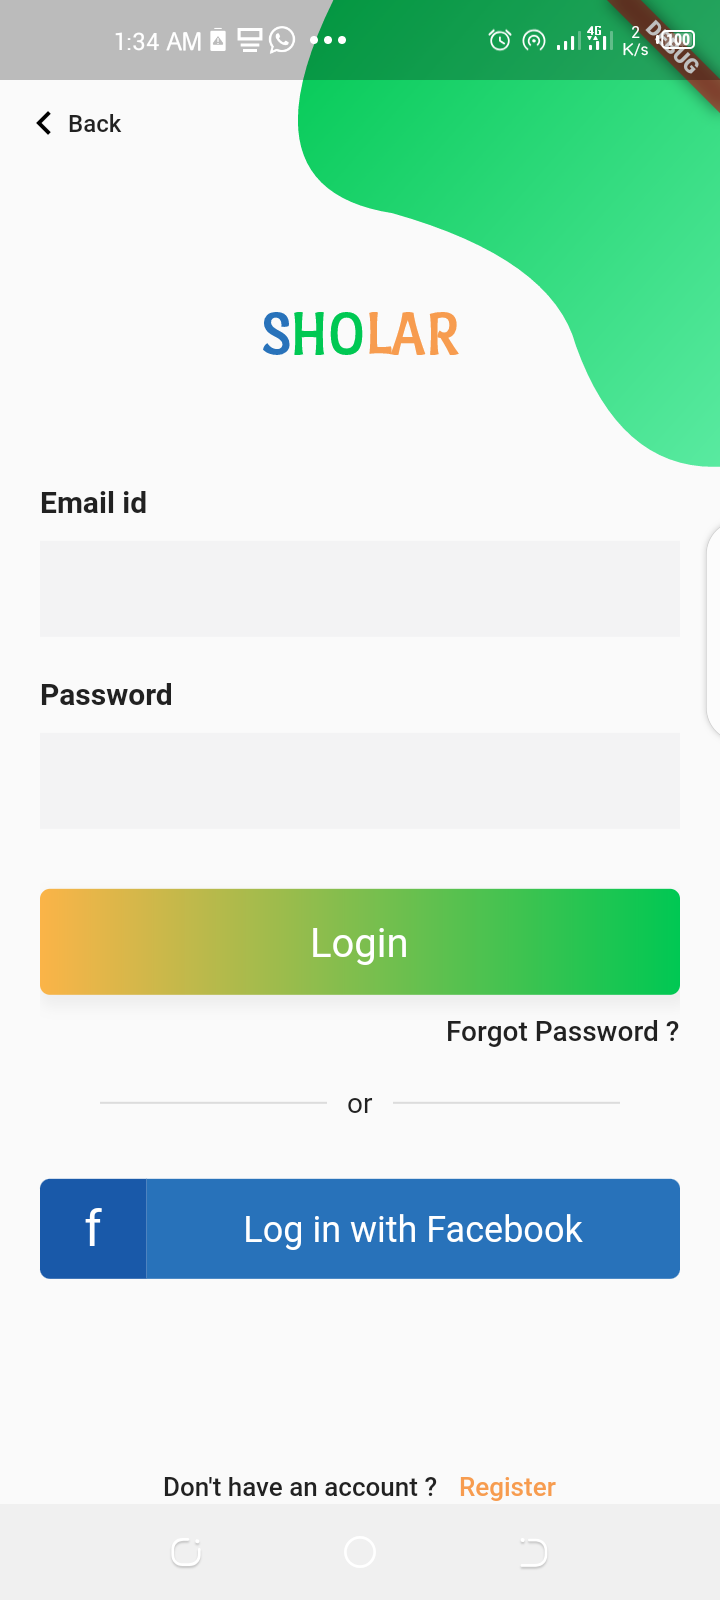 1:34 AM 4G 2 K/s 100
DEBUG
Back
SHOLAR
Email id
Password
Login
Forgot Password ?
or
f Log in with Facebook
Don't have an account ? Register